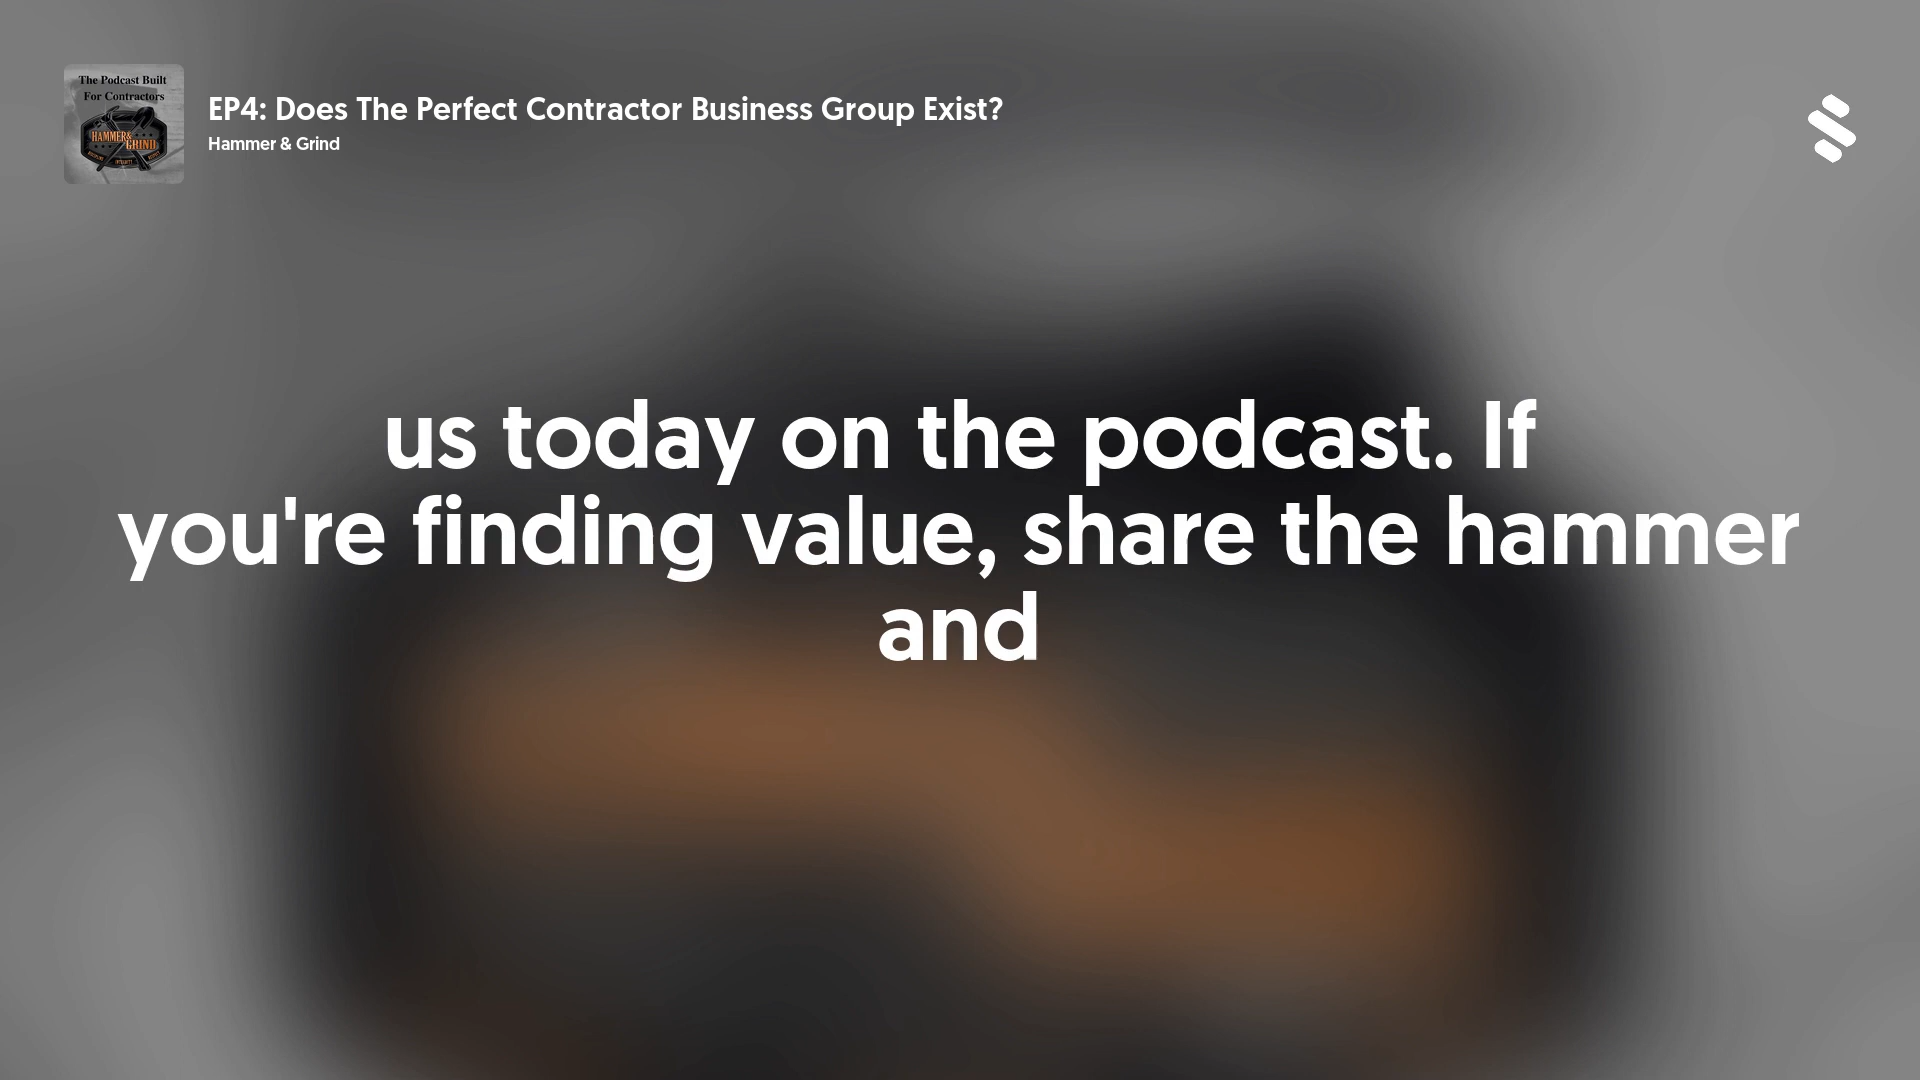 The Podcast Built
For Contractors
HAMMER&
GRIND
EP4: Does The Perfect Contractor Business Group Exist?
Hammer & Grind
us today on the podcast. If
you're finding value, share the hammer
and